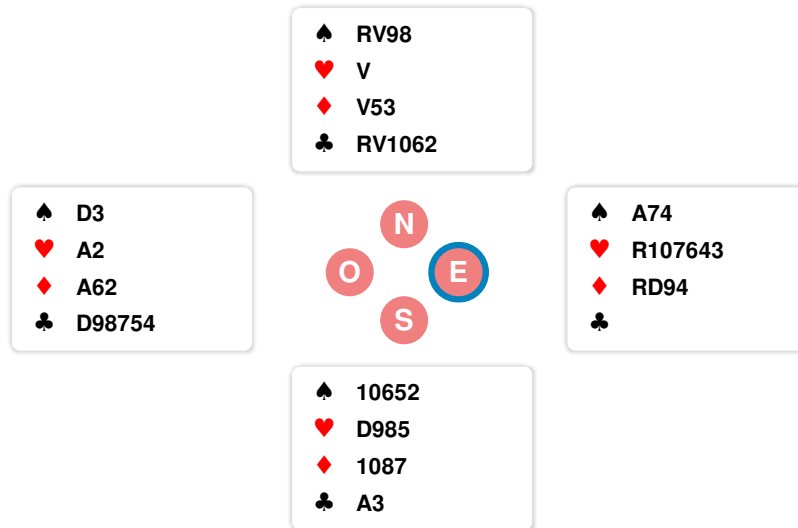 ♠ RV98
♥ V
♦ V53
♣ RV1062
♠ D3
♥ A2
♦ A62
♣ D98754
N
O E
S
♠ A74
♥ R107643
♦ RD94
♣
♠ 10652
♥ D985
♦ 1087
♣ A3